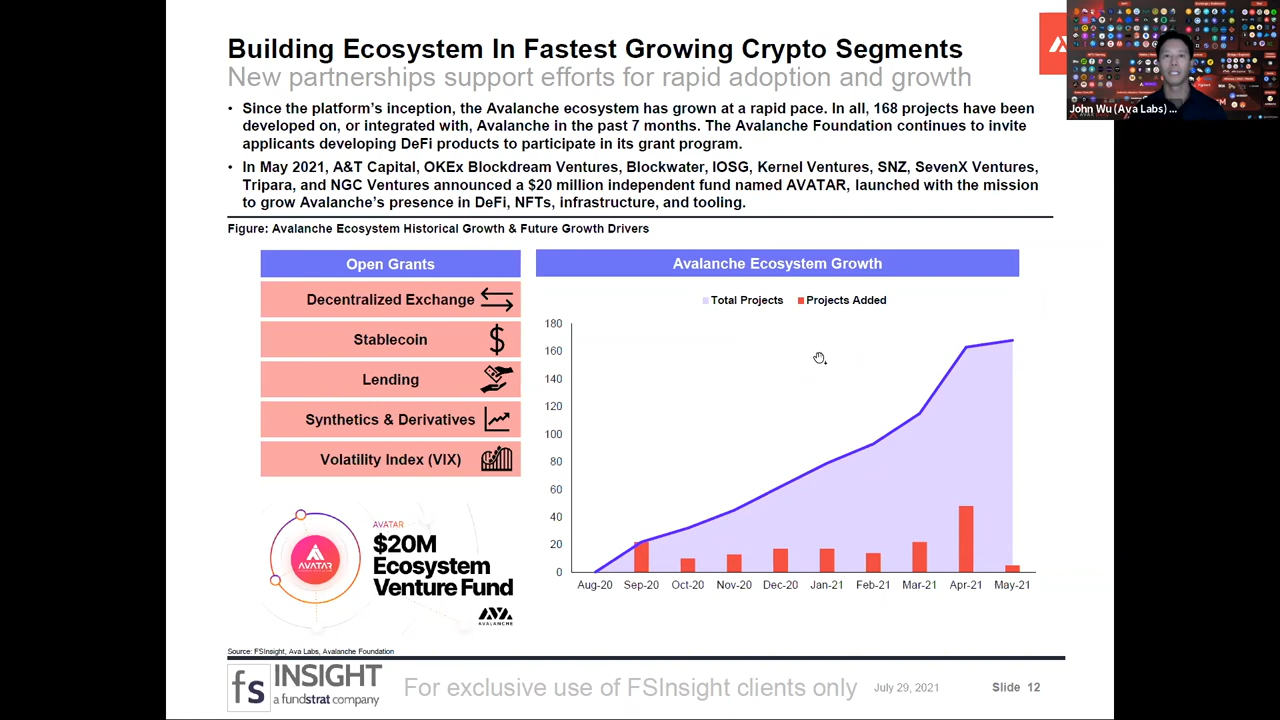 Building Ecosystem In Fastest Growing Crypto Segments
New partnerships support efforts for rapid adoption and growth
• Since the platform's inception, the Avalanche ecosystem has grown at a rapid pace. In all, 168 projects have been
developed on, or integrated with, Avalanche in the past 7 months. The Avalanche Foundation continues to invite
applicants developing DeFi products to participate in its grant program.
• In May 2021, A&T Capital, OKEx Blockdream Ventures, Blockwater, IOSG, Kernel Ventures, SNZ, SevenX Ventures,
Tripara, and NGC Ventures announced a $20 million independent fund named AVATAR, launched with the mission
to grow Avalanche's presence in DeFi, NFTs, infrastructure, and tooling.
Figure: Avalanche Ecosystem Historical Growth & Future Growth Drivers
Open Grants
Decentralized Exchange
Stablecoin
$
Lending
Synthetics & Derivatives
Volatility Index (VIX)
AVATAR
AVATAR
$20M
Ecosystem
Venture Fund
AVALANCHE
Avalanche Ecosystem Growth
Total Projects Projects Added
180
160
140
120
100
80
60
40
20
0
Aug-20 Sep-20 Oct-20 Nov-20 Dec-20 Jan-21 Feb-21 Mar-21 Apr-21 May-21
John Wu (Ava Labs) ...
Source: FSInsight, Ava Labs, Avalanche Foundation
fs INSIGHT
a fundstrat company
For exclusive use of FSInsight clients only
July 29, 2021
Slide 12